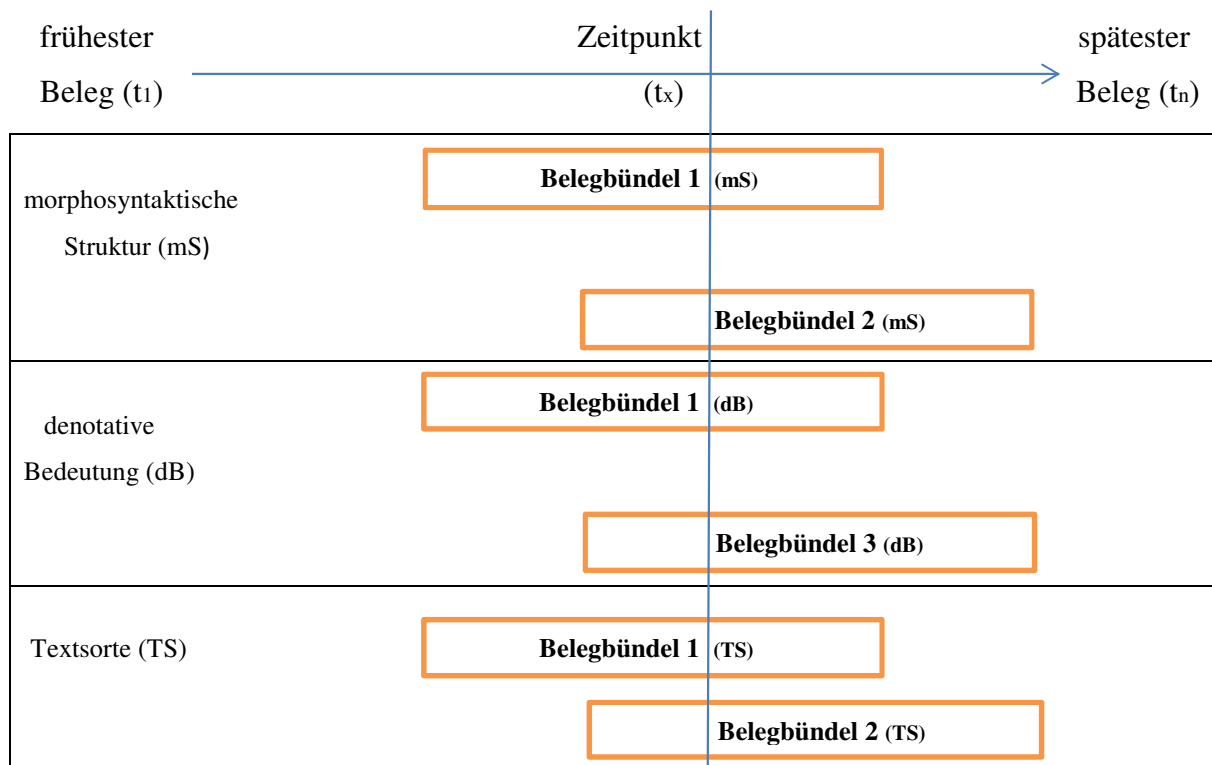 frühester Zeitpunkt spätester
Beleg (t1) (tx) Beleg (tn)
Belegbündel 1 (mS)
morphosyntaktische
Struktur (mS)
Belegbündel 2 (mS)
Belegbündel 1 (dB)
denotative
Bedeutung (dB)
Belegbündel 3 (dB)
Textsorte (TS) Belegbündel 1 (TS)
Belegbündel 2 (TS)